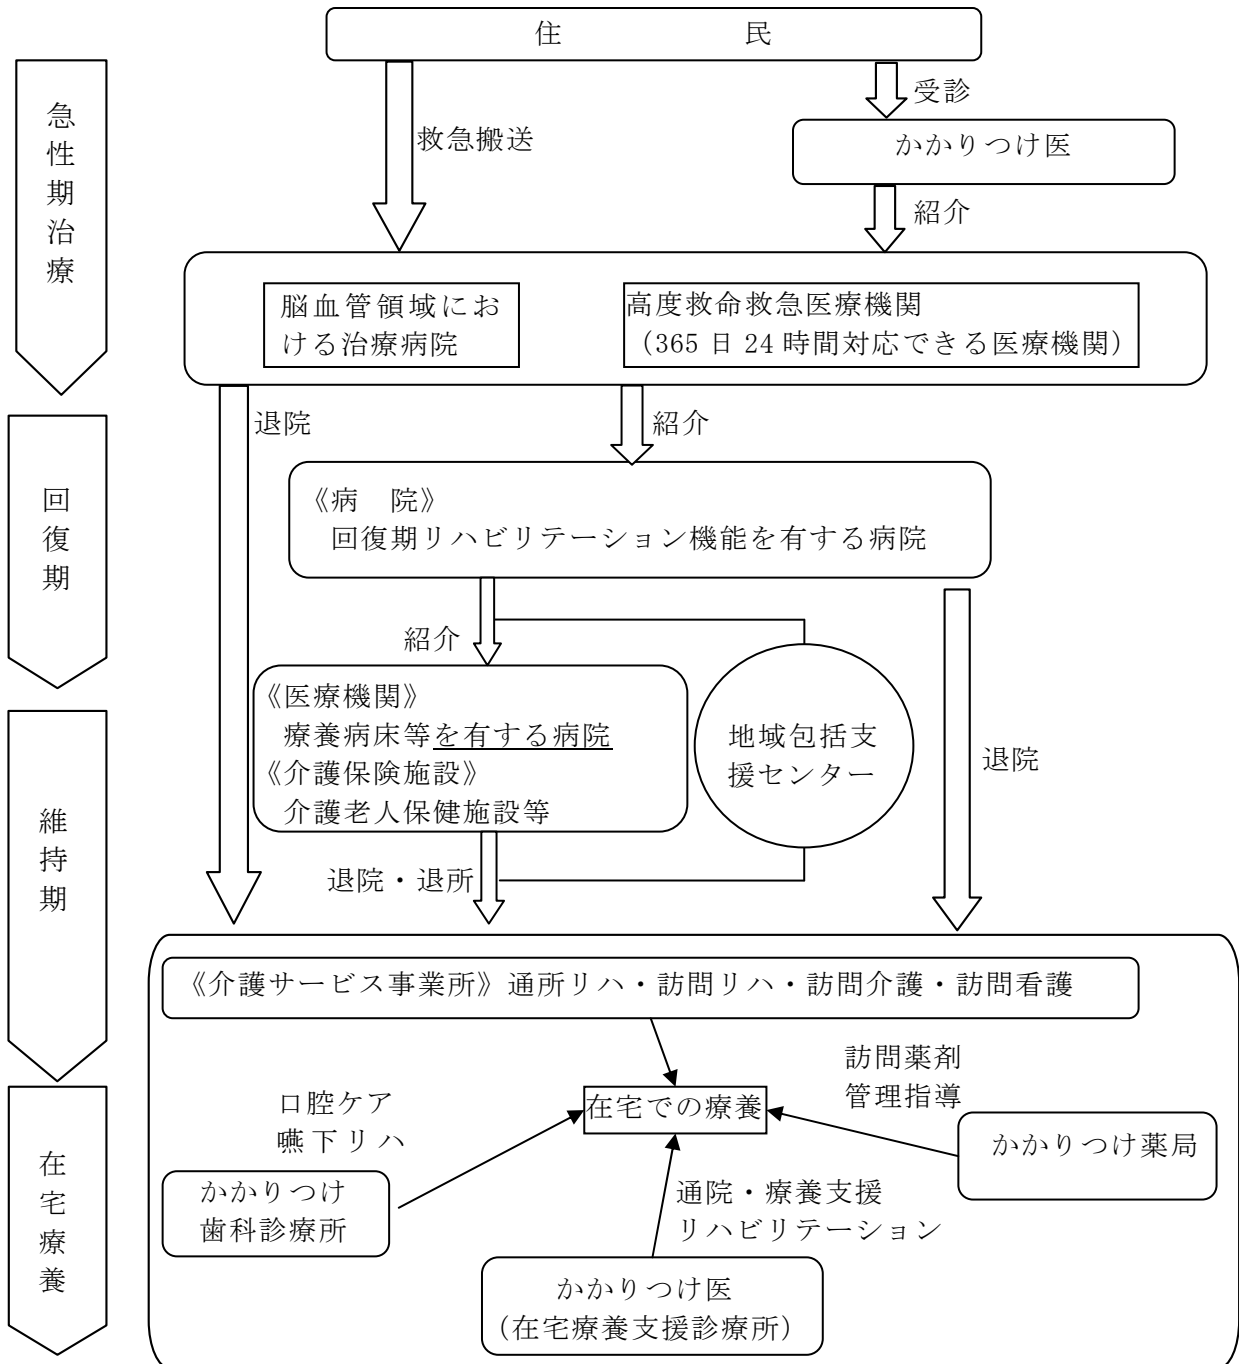 住　民
急性期治療
受診
救急搬送
かかりつけ医
紹介
脳血管領域にお
ける治療病院
高度救命救急医療機関
（365 日 24 時間対応できる医療機関）
回復期
退院
紹介
《病　院》
回復期リハビリテーション機能を有する病院
紹介
《医療機関》
療養病床等を有する病院
《介護保険施設》
介護老人保健施設等
地域包括支
援センター
退院
維持期
退院・退所
《介護サービス事業所》通所リハ・訪問リハ・訪問介護・訪問看護
訪問薬剤
管理指導
口腔ケア
嚥下リハ
在宅での療養
かかりつけ薬局
在宅療養
かかりつけ
歯科診療所
通院・療養支援
リハビリテーション
かかりつけ医
（在宅療養支援診療所）